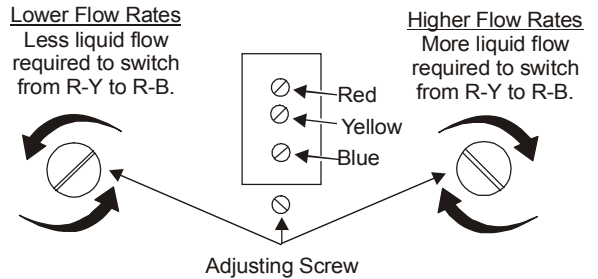 Lower Flow Rates
Less liquid flow
required to switch
from R-Y to R-B.
Higher Flow Rates
More liquid flow
required to switch
from R-Y to R-B.
Red
Yellow
Blue
Adjusting Screw